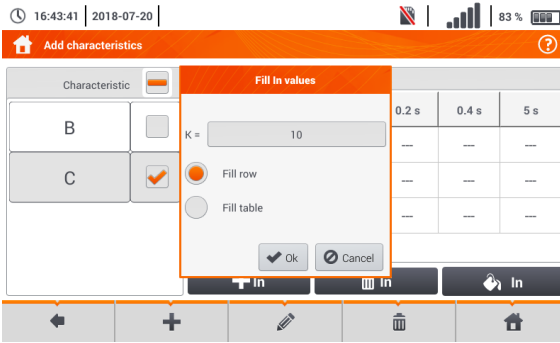 16:43:41 2018-07-20 83 %
Add characteristics ?
Characteristic
Fill In values
0.2 s 0.4 s 5 s
B
K = 10
--- --- ---
C
Fill row
--- --- ---
Fill table
--- --- ---
Ok Cancel
In In In